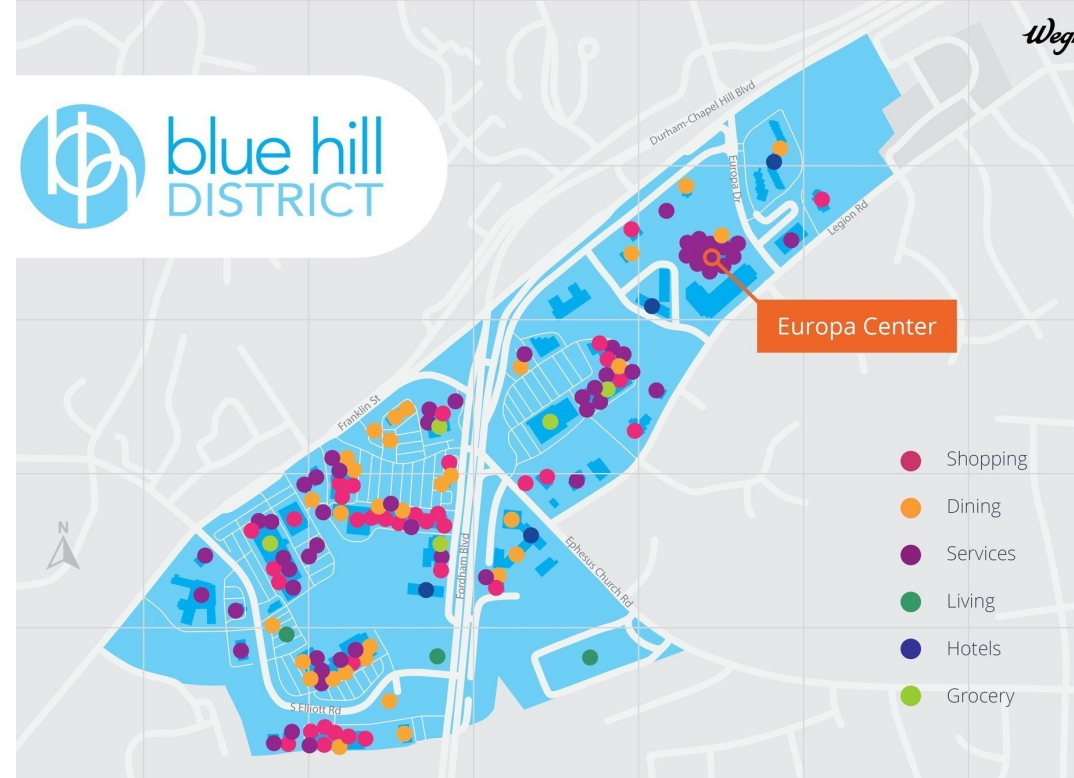 Weg
blue hill
DISTRICT
Durham-Chapel Hill Blvd
Europa Dr
Legion Rd
Europa Center
Franklin St
Fordham Blvd
Ephesus Church Rd
S Elliott Rd
N
Shopping
Dining
Services
Living
Hotels
Grocery